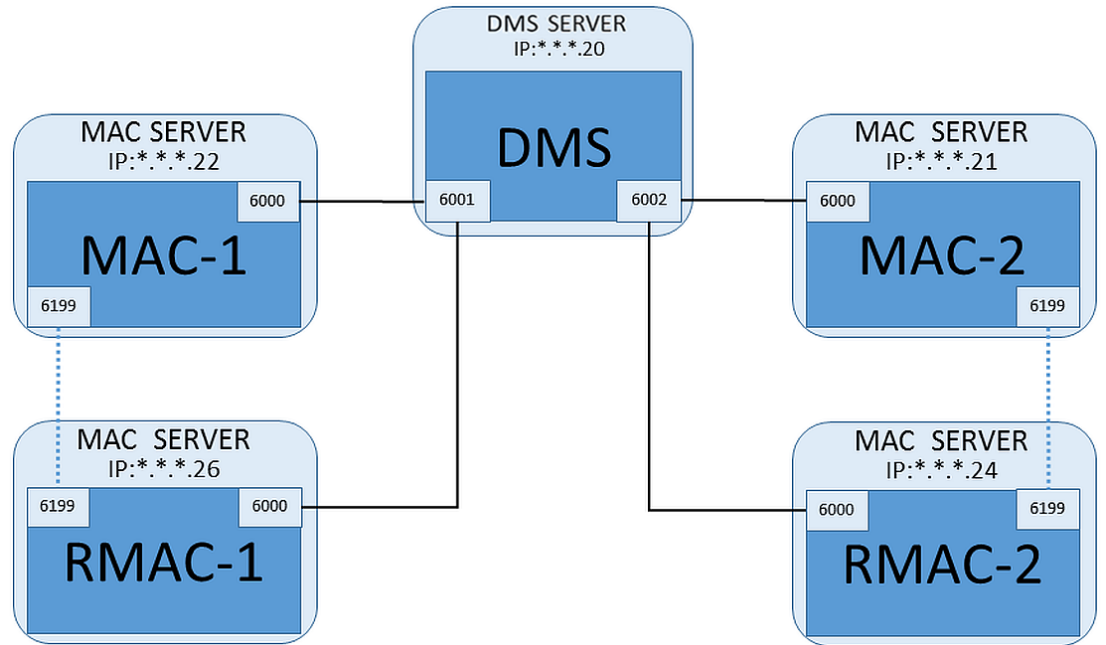 DMS SERVER
IP:*.*.*.20
DMS
6001
6002
MAC SERVER
IP:*.*.*.22
6000
MAC-1
6199
MAC SERVER
IP:*.*.*.21
6000
MAC-2
6199
MAC SERVER
IP:*.*.*.26
6199
6000
RMAC-1
MAC SERVER
IP:*.*.*.24
6000
6199
RMAC-2